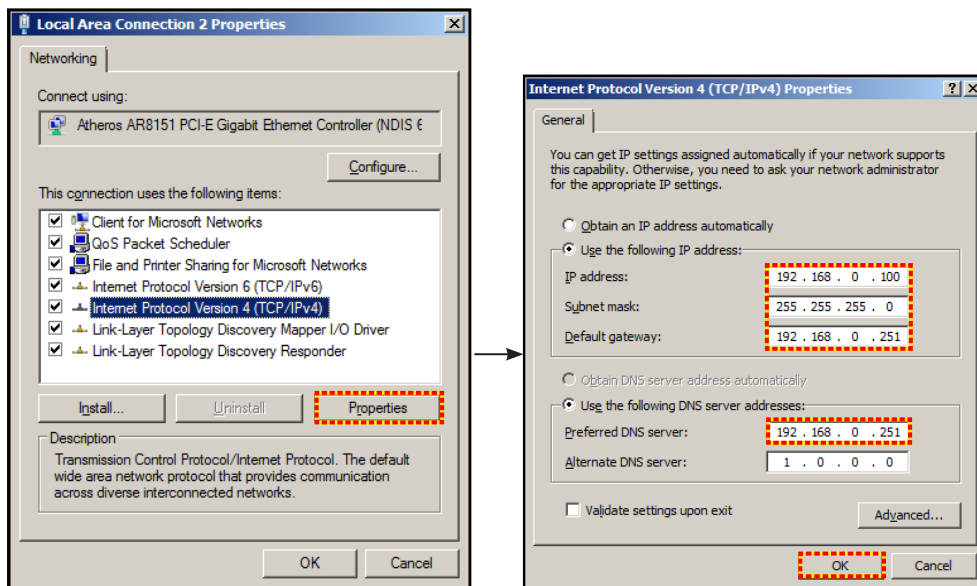 Local Area Connection 2 Properties
Networking
Connect using:
Atheros AR8151 PCI-E Gigabit Ethernet Controller (NDIS 6
Configure...
This connection uses the following items:
Client for Microsoft Networks
QoS Packet Scheduler
File and Printer Sharing for Microsoft Networks
Internet Protocol Version 6 (TCP/IPv6)
Internet Protocol Version 4 (TCP/IPv4)
Link-Layer Topology Discovery Mapper I/O Driver
Link-Layer Topology Discovery Responder
Install...
Uninstall
Properties
Description
Transmission Control Protocol/Internet Protocol. The default
wide area network protocol that provides communication
across diverse interconnected networks.
OK
Cancel
Internet Protocol Version 4 (TCP/IPv4) Properties
General
You can get IP settings assigned automatically if your network supports
this capability. Otherwise, you need to ask your network administrator
for the appropriate IP settings.
Obtain an IP address automatically
Use the following IP address:
IP address: 192 . 168 . 0 . 100
Subnet mask: 255 . 255 . 255 . 0
Default gateway: 192 . 168 . 0 . 251
Obtain DNS server address automatically
Use the following DNS server addresses:
Preferred DNS server: 192 . 168 . 0 . 251
Alternate DNS server: 1 . 0 . 0 . 0
Validate settings upon exit
Advanced...
OK
Cancel